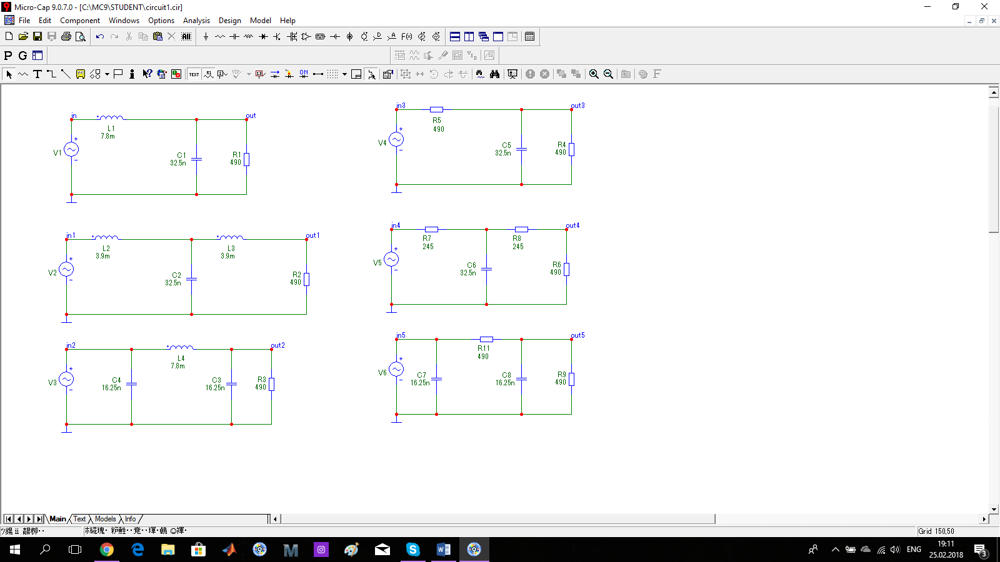 Micro-Cap 9.0.7.0 - [C:\MC9\STUDENT\circuit1.cir]
File Edit Component Windows Options Analysis Design Model Help
P G
in
out
L1
7.8m
V1
C1
32.5n
R1
490
in3
out3
R5
490
V4
C5
32.5n
R4
490
in1
out1
L2
3.9m
L3
3.9m
V2
C2
32.5n
R2
490
in4
out4
R7
245
R8
245
V5
C6
32.5n
R6
490
in2
out2
L4
7.8m
V3
C4
16.25n
C3
16.25n
R3
490
in5
out5
R11
490
V6
C7
16.25n
C8
16.25n
R9
490
Main Text Models Info
Grid 150,50
ENG
19:11
25.02.2018
3